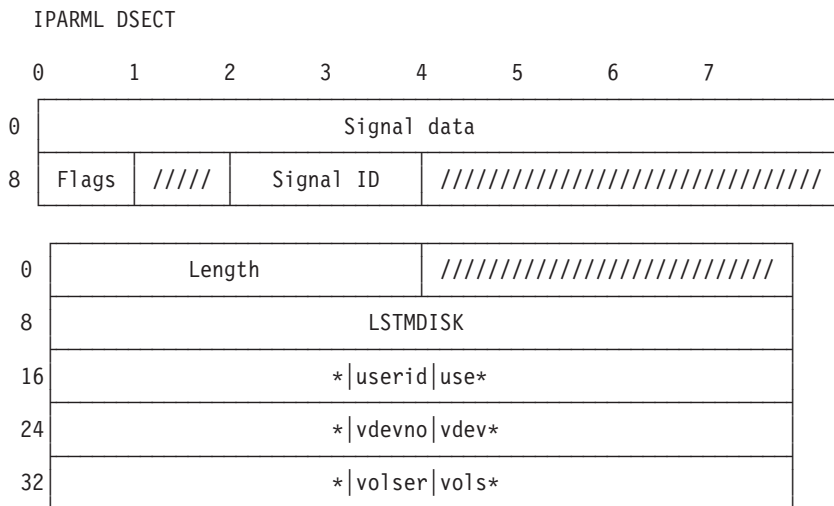 IPARML DSECT
0 1 2 3 4 5 6 7
0 Signal data
8 Flags ///// Signal ID ////////////////////////////////
0 Length ////////////////////////////
8 LSTMDISK
16 *|userid|use*
24 *|vdevno|vdev*
32 *|volser|vols*